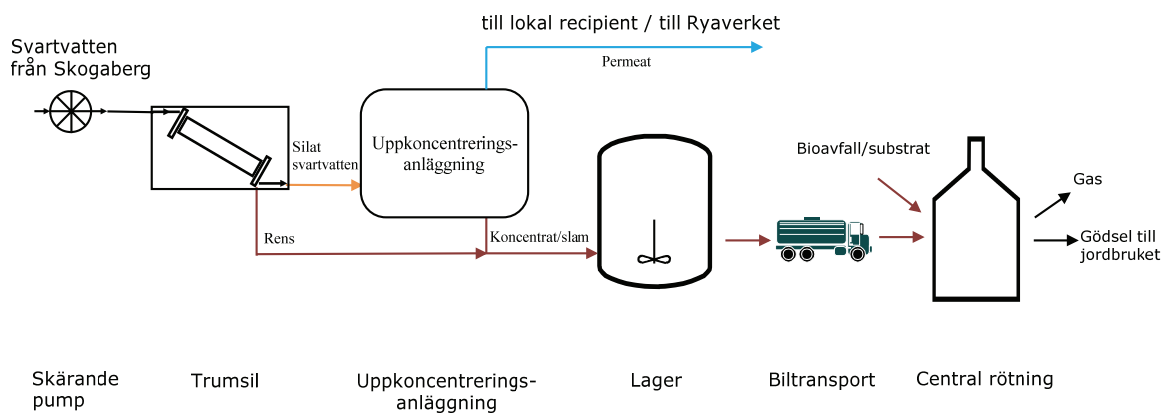 till lokal recipient / till Ryaverket
Permeat
Svartvatten
från Skogaberg
Silat
svartvatten
Uppkoncentrerings-
anläggning
Rens
Koncentrat/slam
Bioavfall/substrat
Gas
Gödsel till
jordbruket
Skärande
pump
Trumsil
Uppkoncentrerings-
anläggning
Lager
Biltransport
Central rötning